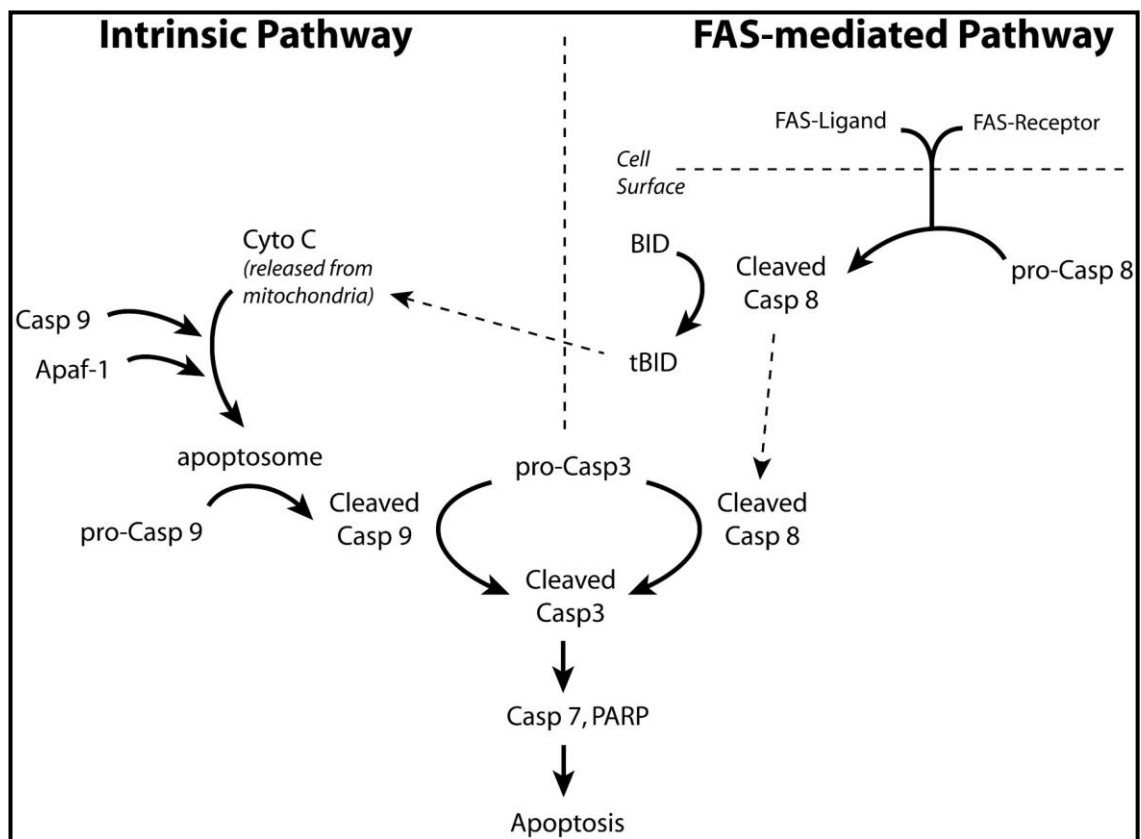 Intrinsic Pathway
FAS-mediated Pathway
FAS-Ligand
FAS-Receptor
Cell
Surface
Cyto C
(released from
mitochondria)
BID
Cleaved
Casp 8
pro-Casp 8
Casp 9
Apaf-1
tBID
apoptosome
pro-Casp3
pro-Casp 9
Cleaved
Casp 9
Cleaved
Casp 8
Cleaved
Casp3
Casp 7, PARP
Apoptosis